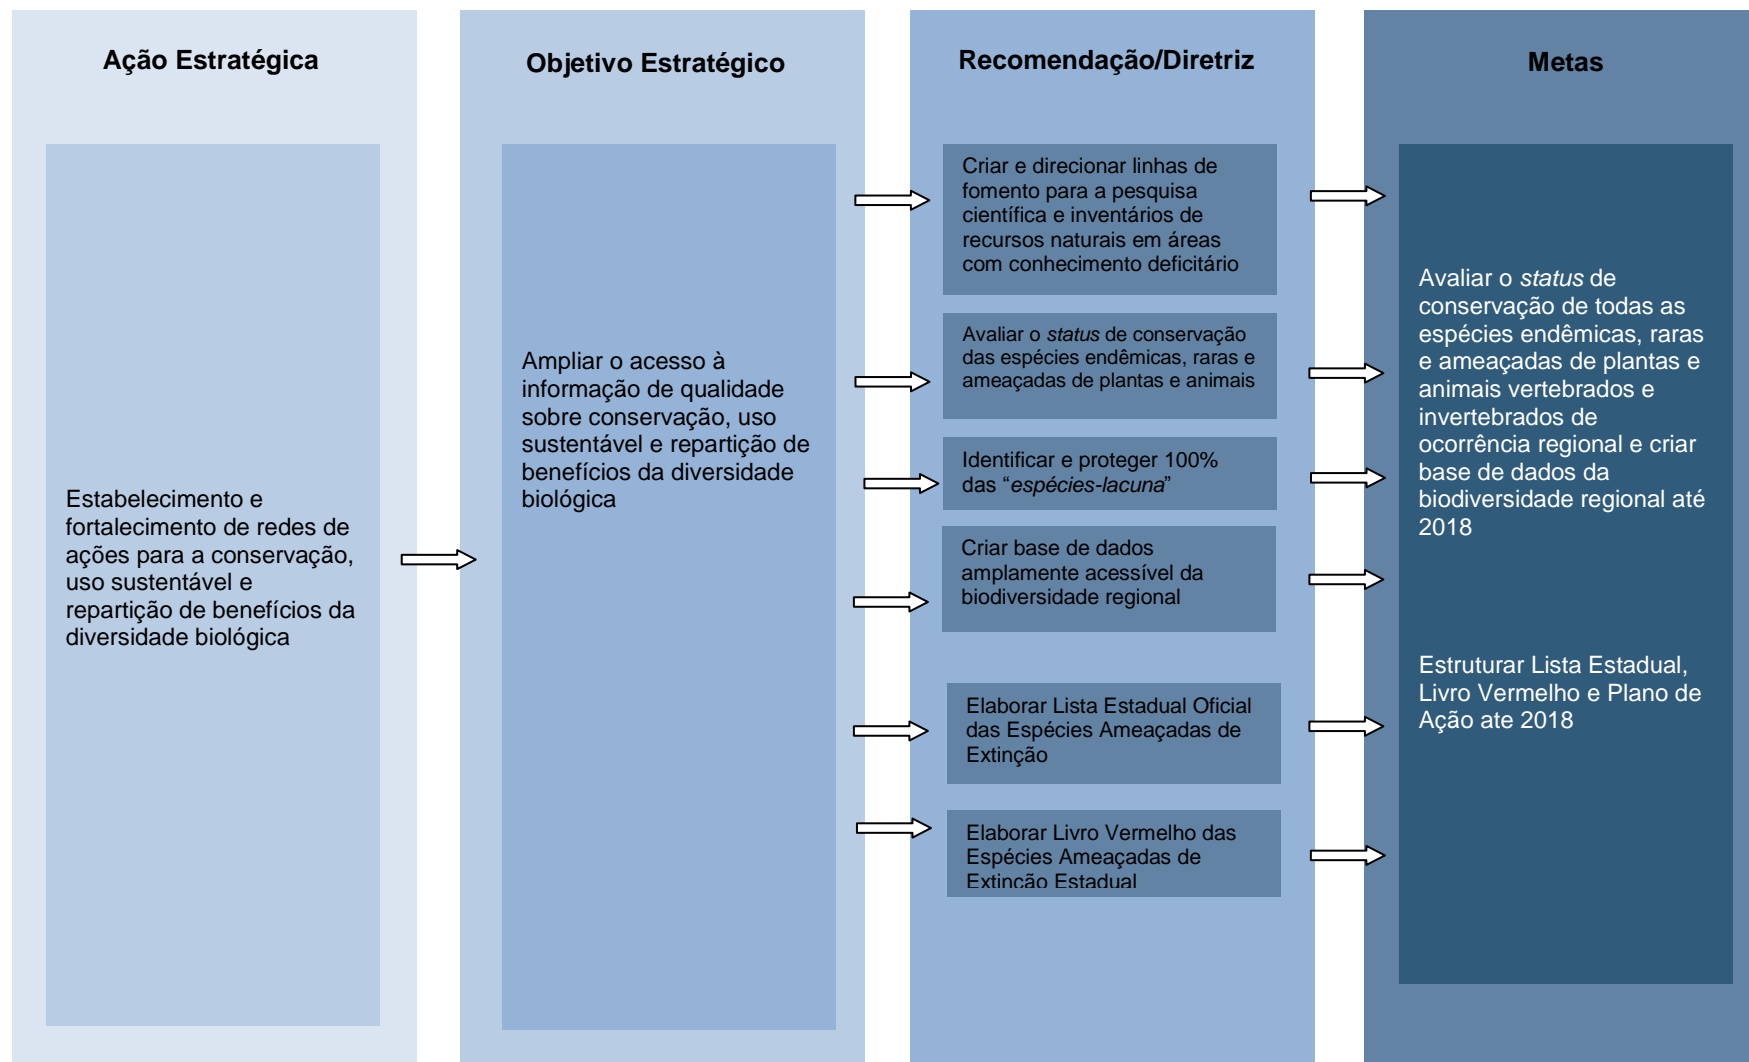 Ação Estratégica
Estabelecimento e
fortalecimento de redes de
ações para a conservação,
uso sustentável e
repartição de benefícios da
diversidade biológica
Objetivo Estratégico
Ampliar o acesso à
informação de qualidade
sobre conservação, uso
sustentável e repartição de
benefícios da diversidade
biológica
Recomendação/Diretriz
Criar e direcionar linhas de
fomento para a pesquisa
científica e inventários de
recursos naturais em áreas
com conhecimento deficitário
Avaliar o status de conservação
das espécies endêmicas, raras e
ameaçadas de plantas e animais
Identificar e proteger 100%
das “espécies-lacuna”
Criar base de dados
amplamente acessível da
biodiversidade regional
Elaborar Lista Estadual Oficial
das Espécies Ameaçadas de
Extinção
Elaborar Livro Vermelho das
Espécies Ameaçadas de
Extinção Estadual
Metas
Avaliar o status de
conservação de todas as
espécies endêmicas, raras
e ameaçadas de plantas e
animais vertebrados e
invertebrados de
ocorrência regional e criar
base de dados da
biodiversidade regional até
2018
Estruturar Lista Estadual,
Livro Vermelho e Plano de
Ação ate 2018